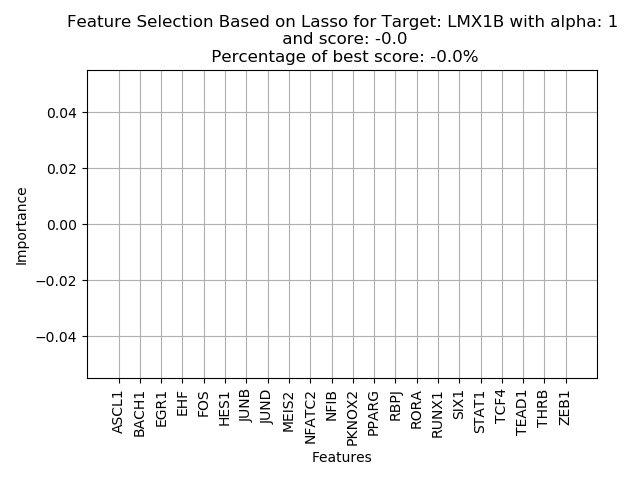 Feature Selection Based on Lasso for Target: LMX1B with alpha: 1
and score: -0.0
Percentage of best score: -0.0%
Importance
0.04
0.02
0.00
−0.02
−0.04
ASCL1
BACH1
EGR1
EHF
FOS
HES1
JUNB
JUND
MEIS2
NFATC2
NFIB
PKNOX2
PPARG
RBPJ
RORA
RUNX1
SIX1
STAT1
TCF4
TEAD1
THRB
ZEB1
Features